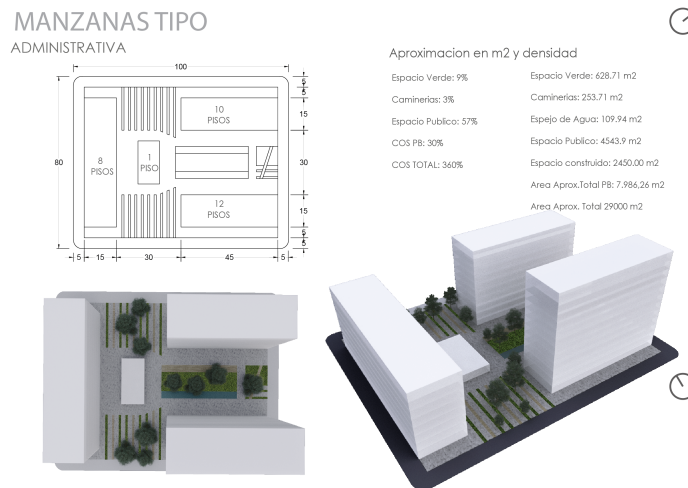 MANZANAS TIPO
ADMINISTRATIVA
Aproximacion en m2 y densidad
Espacio Verde: 9%
Caminerias: 3%
Espacio Publico: 57%
COS PB: 30%
COS TOTAL: 360%
Espacio Verde: 628.71 m2
Caminerias: 253.71 m2
Espejo de Agua: 109.94 m2
Espacio Publico: 4543.9 m2
Espacio construido: 2450.00 m2
Area Aprox.Total PB: 7.986,26 m2
Area Aprox. Total 29000 m2
100
80
5
5
15
30
15
5
5
10
PISOS
8
PISOS
1
PISO
12
PISOS
5
15
30
45
5